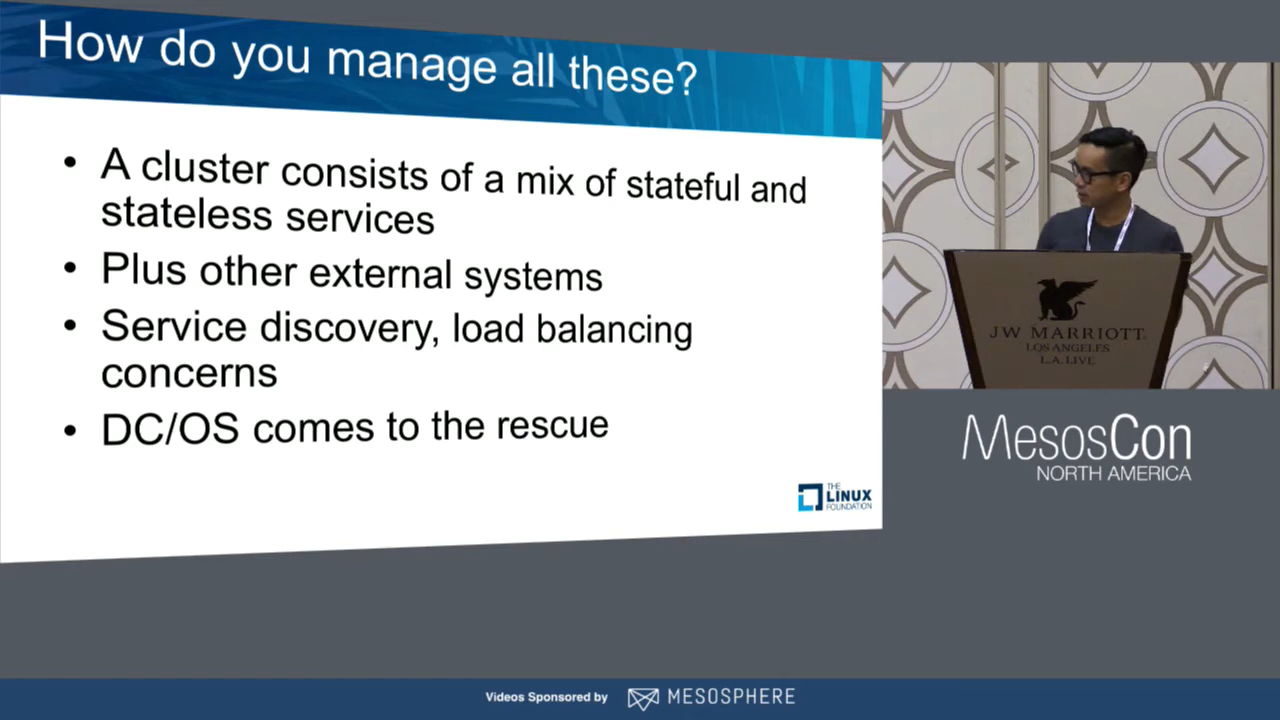 How do you manage all these?
• A cluster consists of a mix of stateful and
stateless services
• Plus other external systems
• Service discovery, load balancing
concerns
• DC/OS comes to the rescue
THE
LINUX
FOUNDATION
JW MARRIOTT
LOS ANGELES
L.A. LIVE
MesosCon
NORTH AMERICA
Videos Sponsored by MESOSPHERE